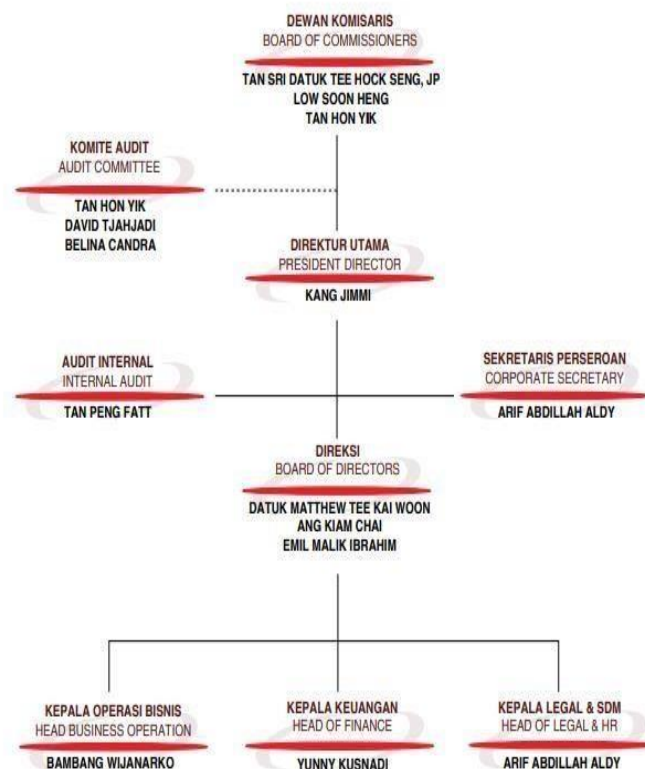 DEWAN KOMISARIS
BOARD OF COMMISSIONERS
TAN SRI DATUK TEE HOCK SENG, JP
LOW SOON HENG
TAN HON YIK
KOMITE AUDIT
AUDIT COMMITTEE
TAN HON YIK
DAVID TJAHJADI
BELINA CANDRA
DIREKTUR UTAMA
PRESIDENT DIRECTOR
KANG JIMMI
AUDIT INTERNAL
INTERNAL AUDIT
TAN PENG FATT
SEKRETARIS PERSEROAN
CORPORATE SECRETARY
ARIF ABDILLAH ALDY
DIREKSI
BOARD OF DIRECTORS
DATUK MATTHEW TEE KAI WOON
ANG KIAM CHAI
EMIL MALIK IBRAHIM
KEPALA OPERASI BISNIS
HEAD BUSINESS OPERATION
BAMBANG WIJANARKO
KEPALA KEUANGAN
HEAD OF FINANCE
YUNNY KUSNADI
KEPALA LEGAL & SDM
HEAD OF LEGAL & HR
ARIF ABDILLAH ALDY